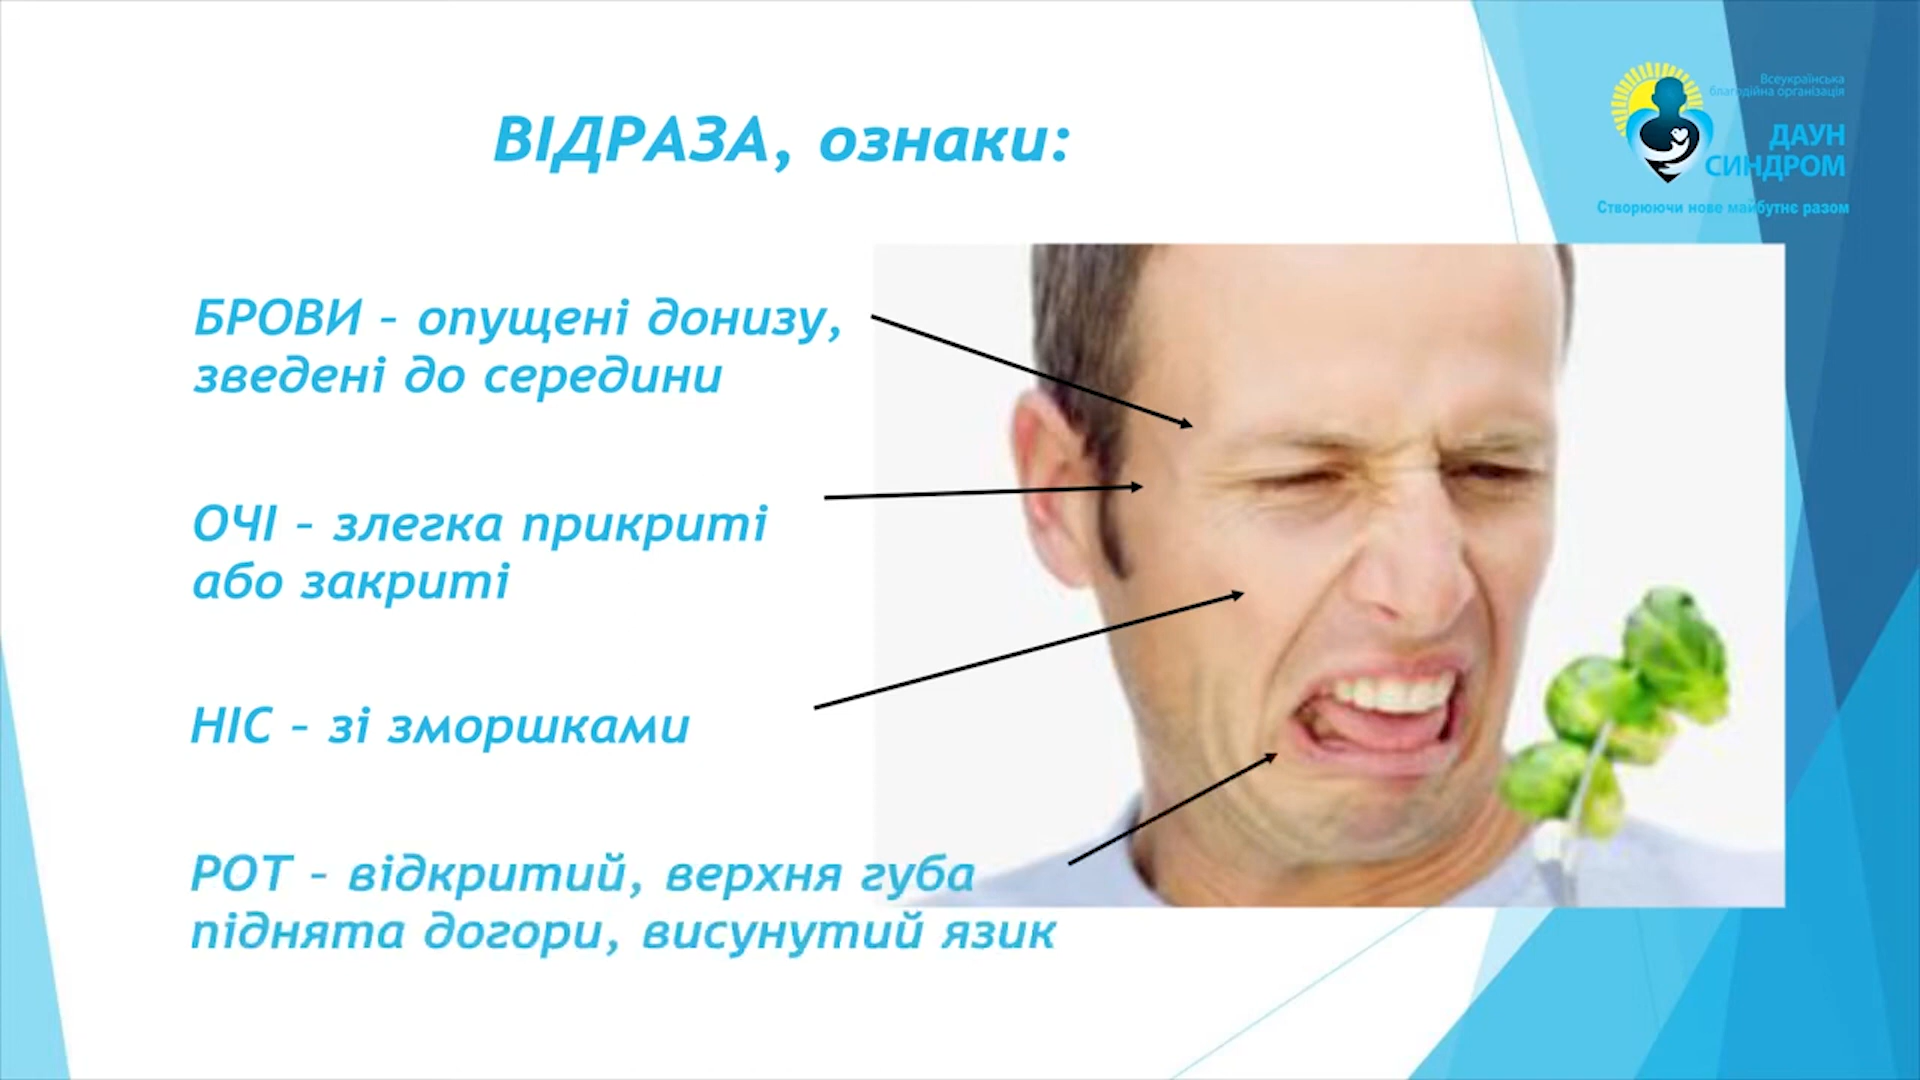 Всеукраїнська
благодійна організація
ДАУН
СИНДРОМ
Створюючи нове майбутнє разом
ВІДРАЗА, ознаки:
БРОВИ – опущені донизу,
зведені до середини
ОЧІ – злегка прикриті
або закриті
НІС – зі зморшками
РОТ – відкритий, верхня губа
піднята догори, висунутий язик